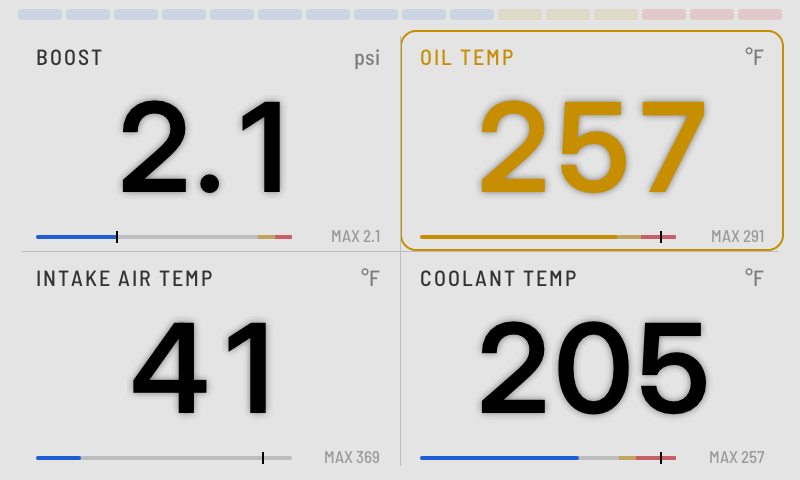 BOOST psi
2.1
MAX 2.1
OIL TEMP °F
257
MAX 291
INTAKE AIR TEMP °F
41
MAX 369
COOLANT TEMP °F
205
MAX 257